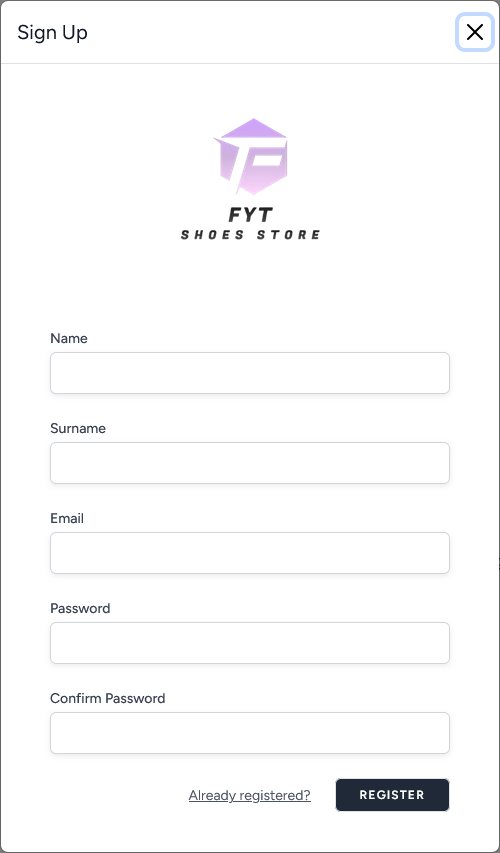 Sign Up
FYT
SHOES STORE
Name
Surname
Email
Password
Confirm Password
Already registered? REGISTER